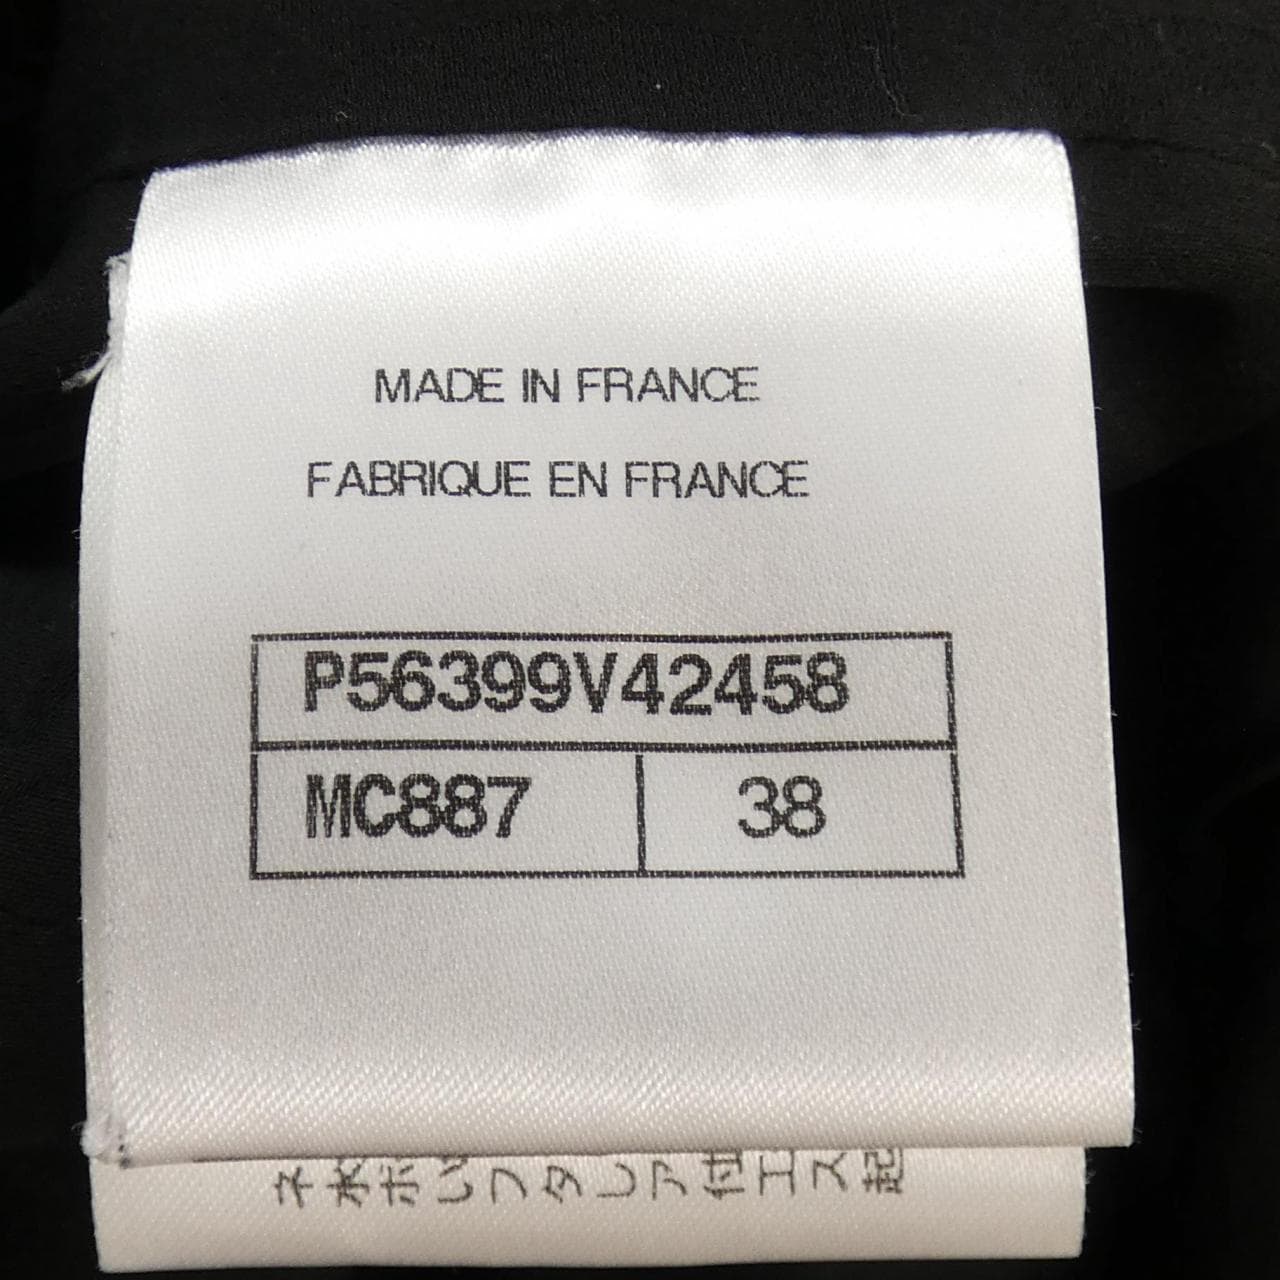 MADE IN FRANCE
FABRIQUE EN FRANCE
P56399V42458
MC887 38